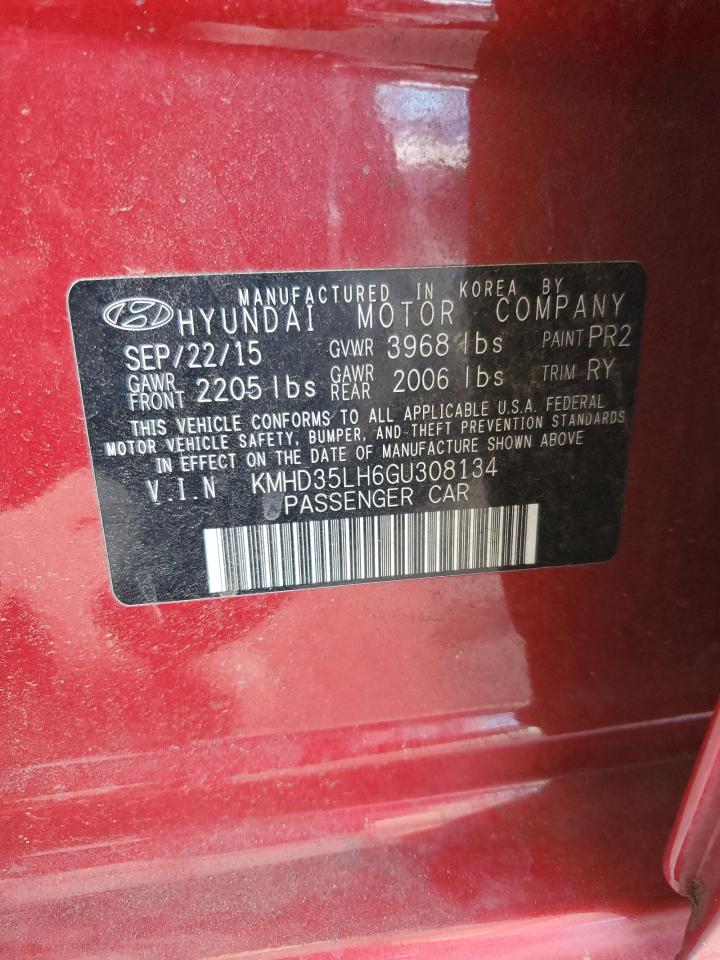 MANUFACTURED IN KOREA BY
HYUNDAI MOTOR COMPANY
SEP/22/15 GVWR 3968 lbs PAINT PR2
GAWR FRONT 2205 lbs GAWR REAR 2006 lbs TRIM RY
THIS VEHICLE CONFORMS TO ALL APPLICABLE U.S.A. FEDERAL
MOTOR VEHICLE SAFETY, BUMPER, AND THEFT PREVENTION STANDARDS
IN EFFECT ON THE DATE OF MANUFACTURE SHOWN ABOVE
V.I.N KMHD35LH6GU308134
PASSENGER CAR